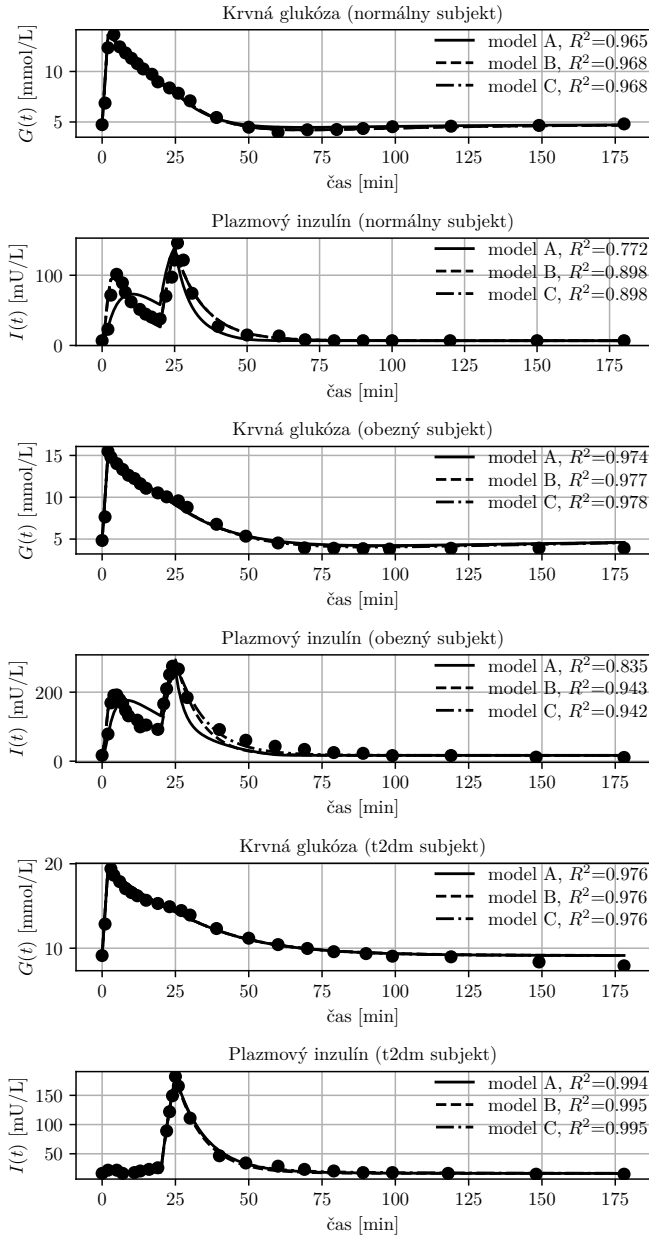 Krvná glukóza (normálny subjekt)
G(t) [mmol/L]
10
5
model A, R²=0.965
model B, R²=0.968
model C, R²=0.968
0 25 50 75 100 125 150 175
čas [min]
Plazmový inzulín (normálny subjekt)
I(t) [mU/L]
100
0
model A, R²=0.772
model B, R²=0.898
model C, R²=0.898
0 25 50 75 100 125 150 175
čas [min]
Krvná glukóza (obezný subjekt)
G(t) [mmol/L]
15
10
5
model A, R²=0.974
model B, R²=0.977
model C, R²=0.978
0 25 50 75 100 125 150 175
čas [min]
Plazmový inzulín (obezný subjekt)
I(t) [mU/L]
200
0
model A, R²=0.835
model B, R²=0.943
model C, R²=0.942
0 25 50 75 100 125 150 175
čas [min]
Krvná glukóza (t2dm subjekt)
G(t) [mmol/L]
20
10
model A, R²=0.976
model B, R²=0.976
model C, R²=0.976
0 25 50 75 100 125 150 175
čas [min]
Plazmový inzulín (t2dm subjekt)
I(t) [mU/L]
150
100
50
model A, R²=0.994
model B, R²=0.995
model C, R²=0.995
0 25 50 75 100 125 150 175
čas [min]